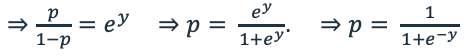 ⇒ p/(1−p) = e^y ⇒ p = e^y/(1+e^y). ⇒ p = 1/(1+e^−y)